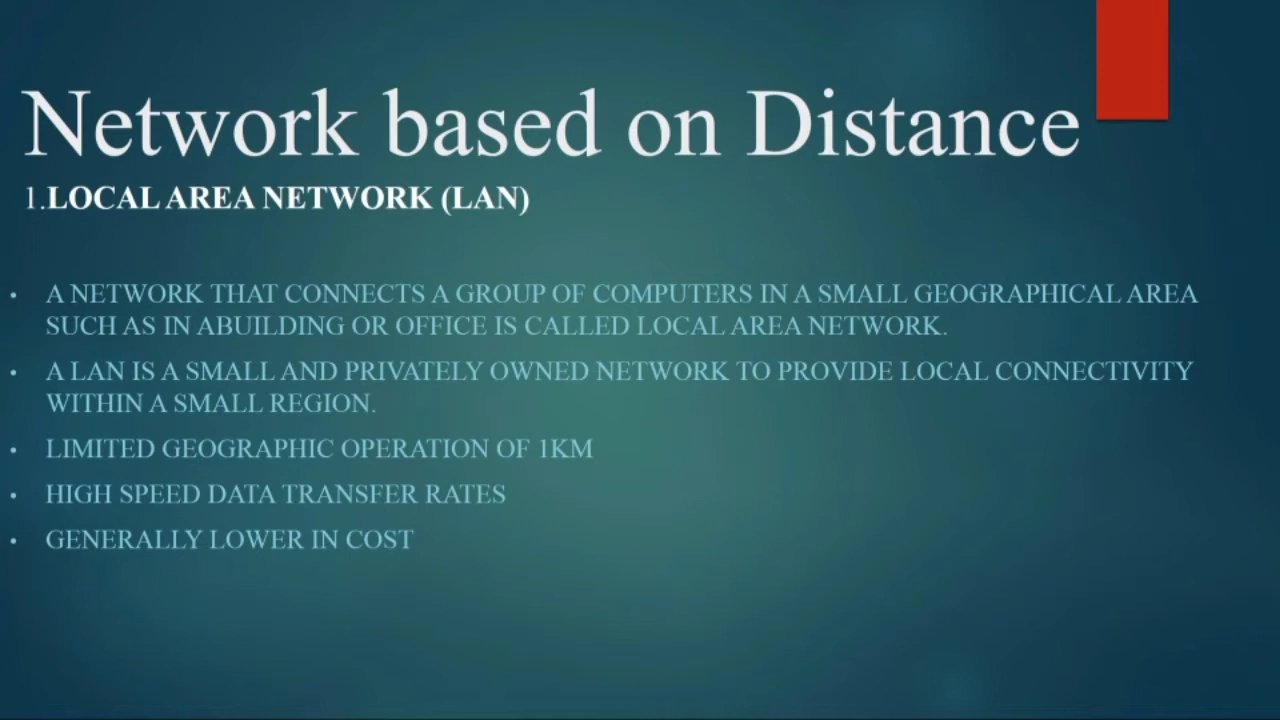 Network based on Distance
1.LOCAL AREA NETWORK (LAN)
• A NETWORK THAT CONNECTS A GROUP OF COMPUTERS IN A SMALL GEOGRAPHICAL AREA
SUCH AS IN ABUILDING OR OFFICE IS CALLED LOCAL AREA NETWORK.
• A LAN IS A SMALL AND PRIVATELY OWNED NETWORK TO PROVIDE LOCAL CONNECTIVITY
WITHIN A SMALL REGION.
• LIMITED GEOGRAPHIC OPERATION OF 1KM
• HIGH SPEED DATA TRANSFER RATES
• GENERALLY LOWER IN COST